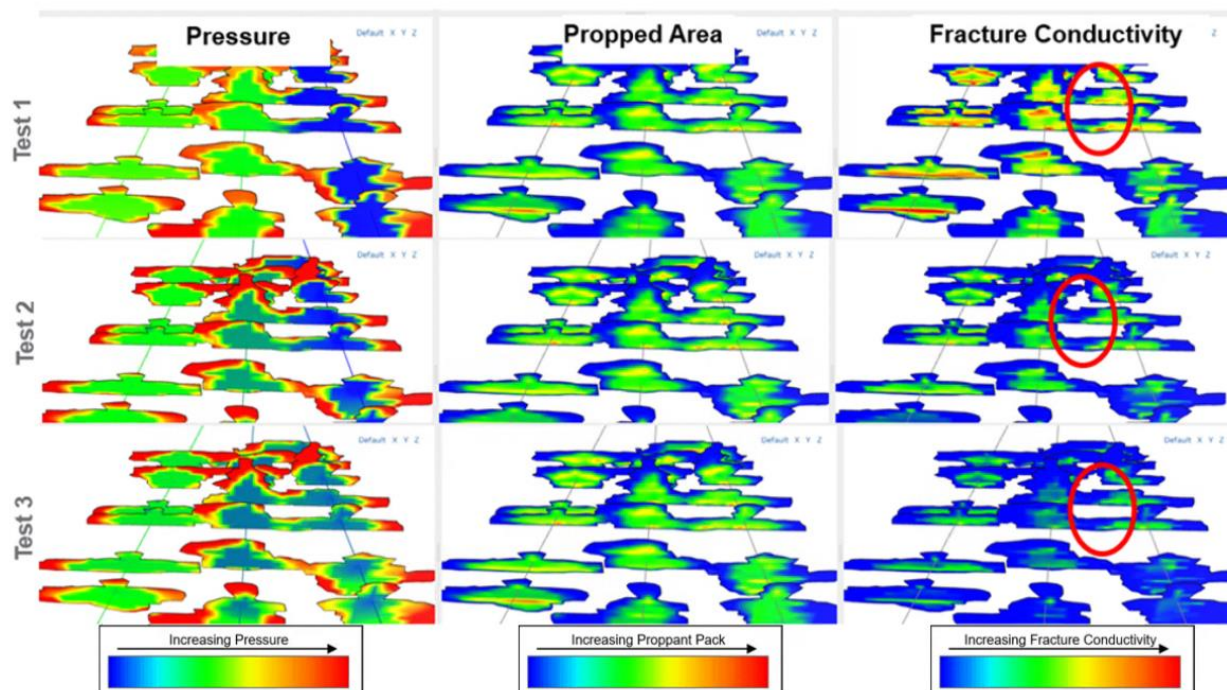 Pressure
Propped Area
Fracture Conductivity
Default X Y Z
Default X Y Z
Z
Test 1
Default X Y Z
Default X Y Z
Default X Y Z
Test 2
Default X Y Z
Default X Y Z
Default X Y Z
Test 3
Increasing Pressure
Increasing Proppant Pack
Increasing Fracture Conductivity